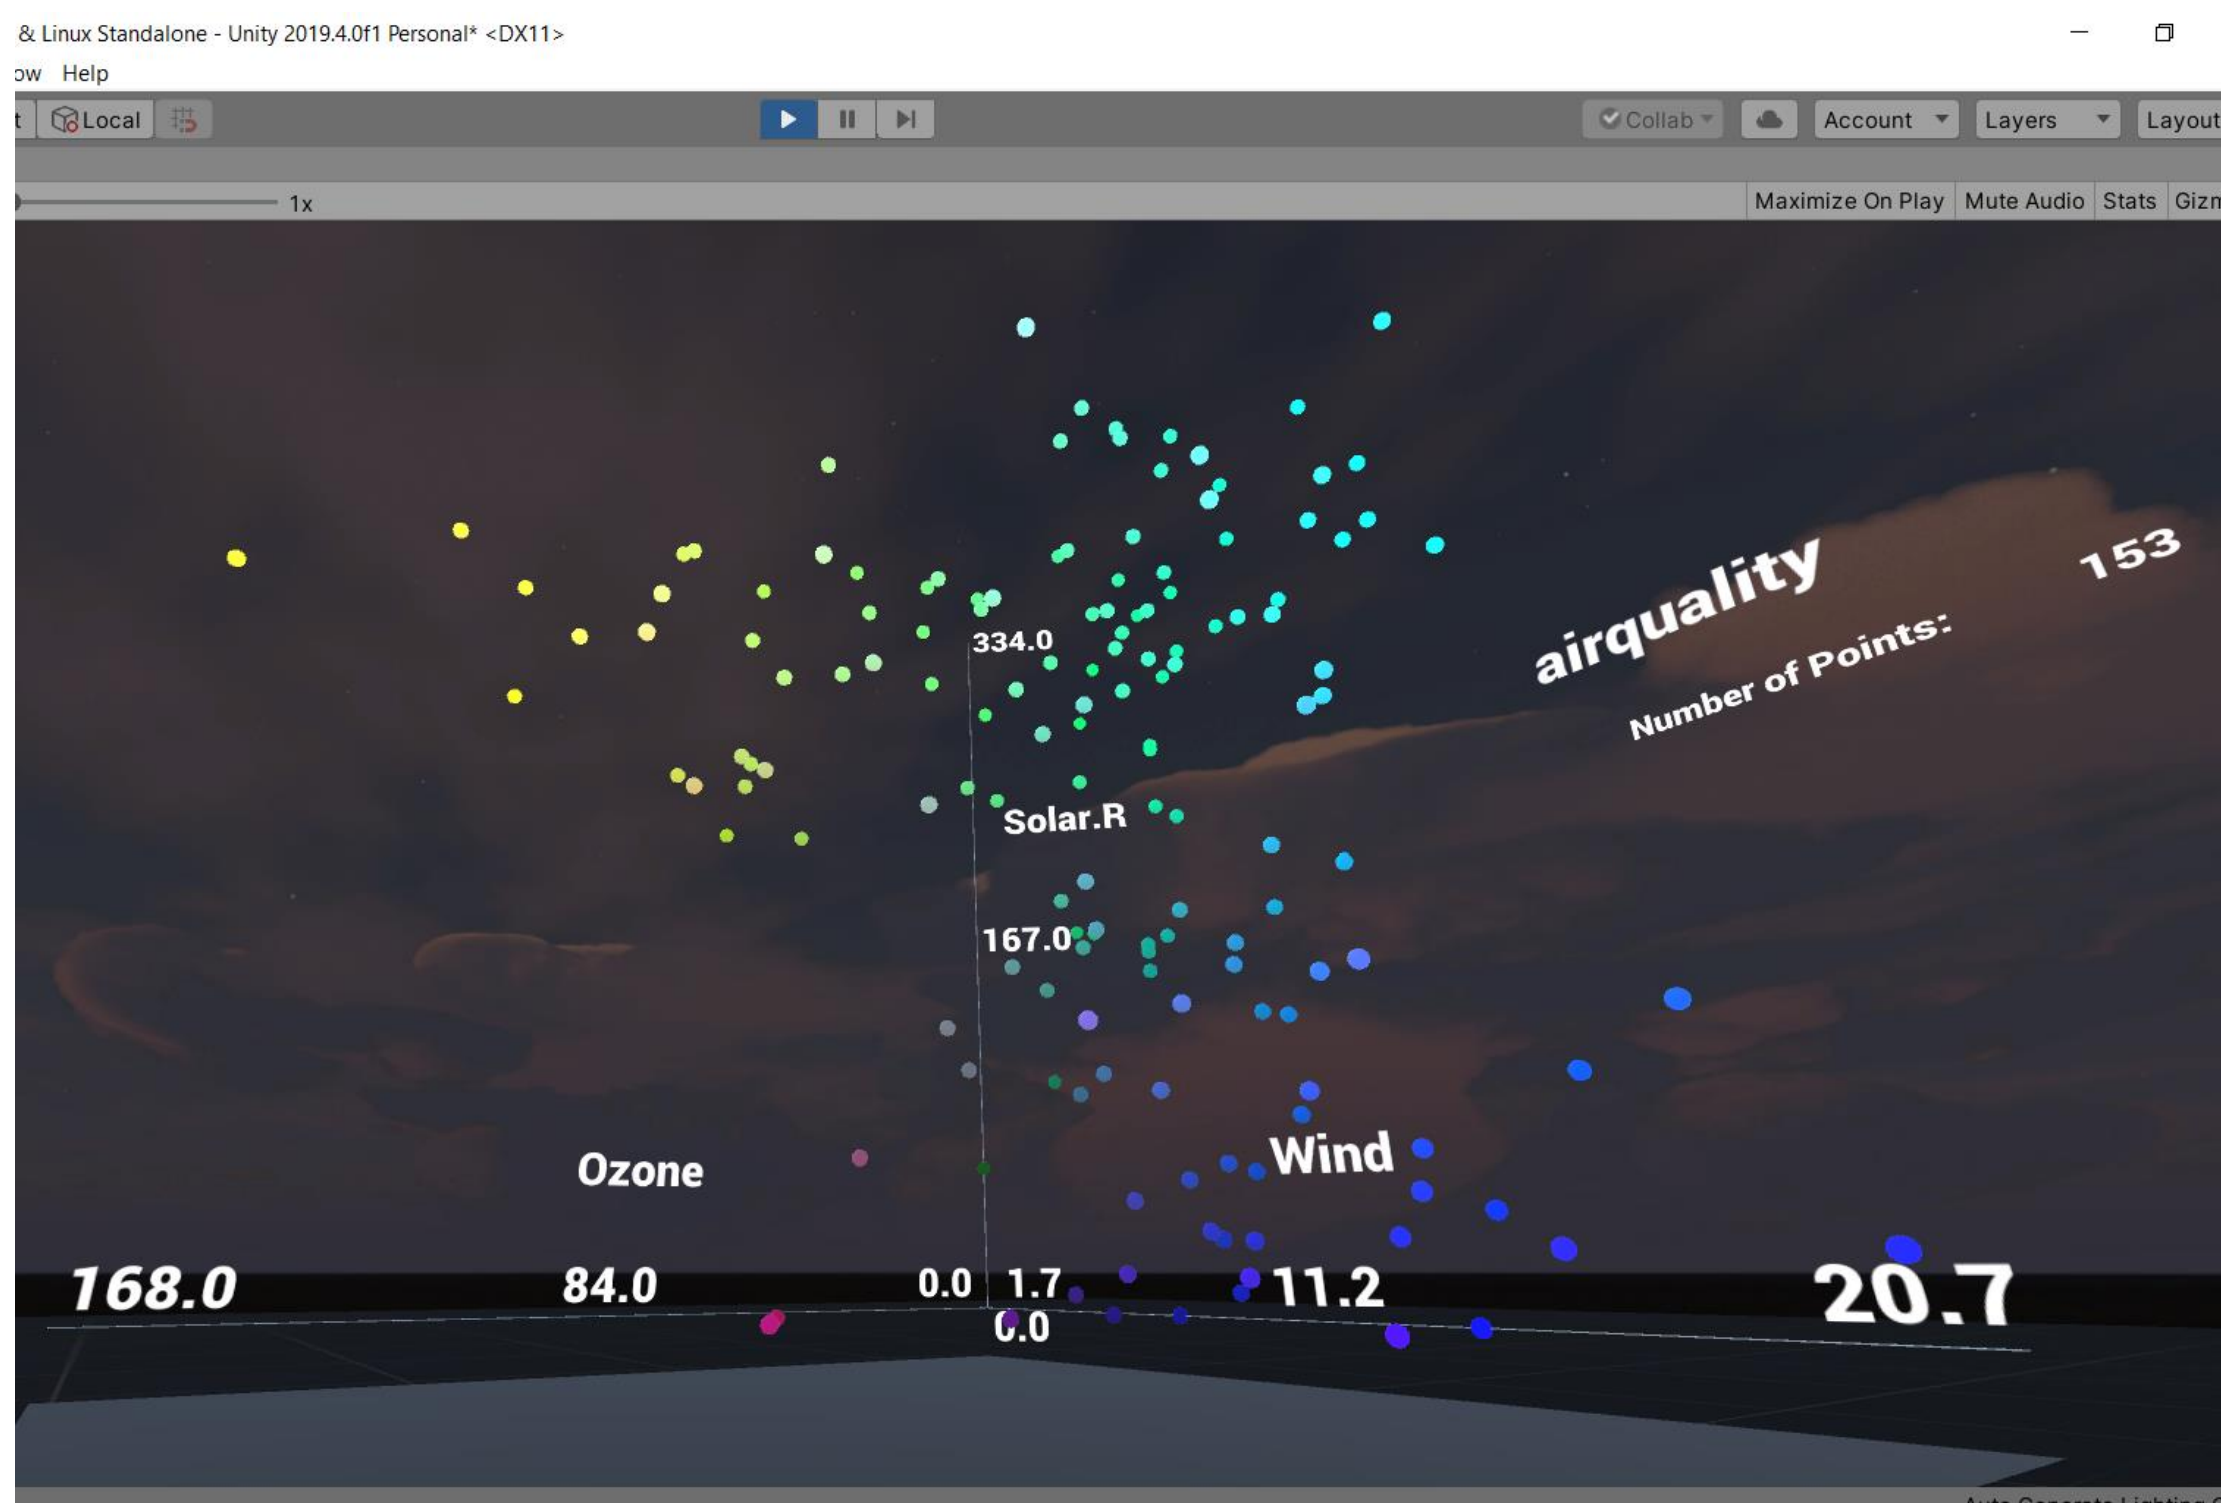 & Linux Standalone - Unity 2019.4.0f1 Personal* <DX11>
ow Help
t Local Collab Account Layers Layout
1x Maximize On Play Mute Audio Stats Gizm
airquality 153
Number of Points:
334.0
Solar.R
167.0
Ozone Wind
168.0 84.0 0.0 1.7 11.2 20.7
0.0